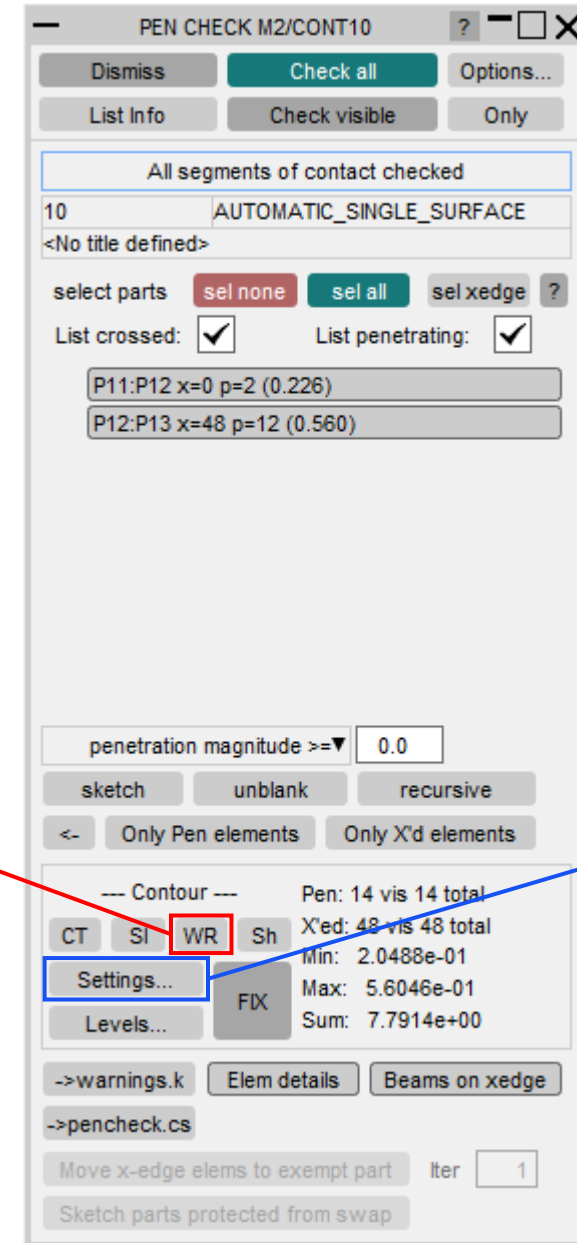 PEN CHECK M2/CONT10 ?
Dismiss Check all Options...
List Info Check visible Only
All segments of contact checked
10 AUTOMATIC_SINGLE_SURFACE
<No title defined>
select parts sel none sel all sel xedge ?
List crossed: List penetrating:
P11:P12 x=0 p=2 (0.226)
P12:P13 x=48 p=12 (0.560)
penetration magnitude >= 0.0
sketch unblank recursive
<- Only Pen elements Only X'd elements
--- Contour --- Pen: 14 vis 14 total
CT SI WR Sh X'ed: 48 vis 48 total
Min: 2.0488e-01
Settings... FIX Max: 5.6046e-01
Levels... Sum: 7.7914e+00
->warnings.k Elem details Beams on xedge
->pencheck.cs
Move x-edge elems to exempt part Iter 1
Sketch parts protected from swap